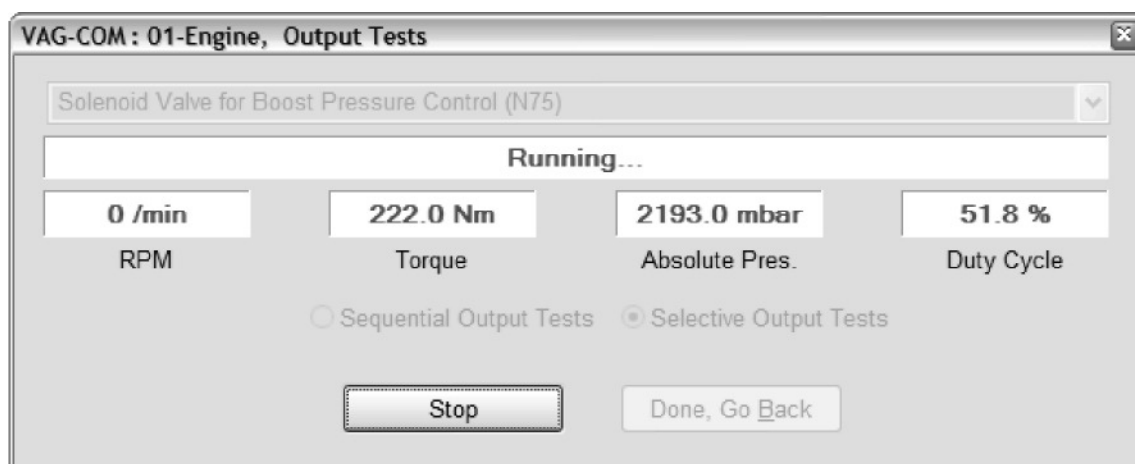 VAG-COM: 01-Engine, Output Tests
Solenoid Valve for Boost Pressure Control (N75)
Running...
0 /min 222.0 Nm 2193.0 mbar 51.8 %
RPM Torque Absolute Pres. Duty Cycle
Sequential Output Tests Selective Output Tests
Stop Done, Go Back